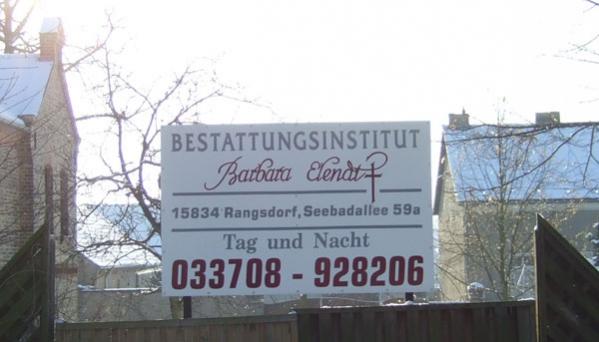 BESTATTUNGSINSTITUT
Barbara Elendt
15834 Rangsdorf, Seebadallee 59a
Tag und Nacht
033708 - 928206